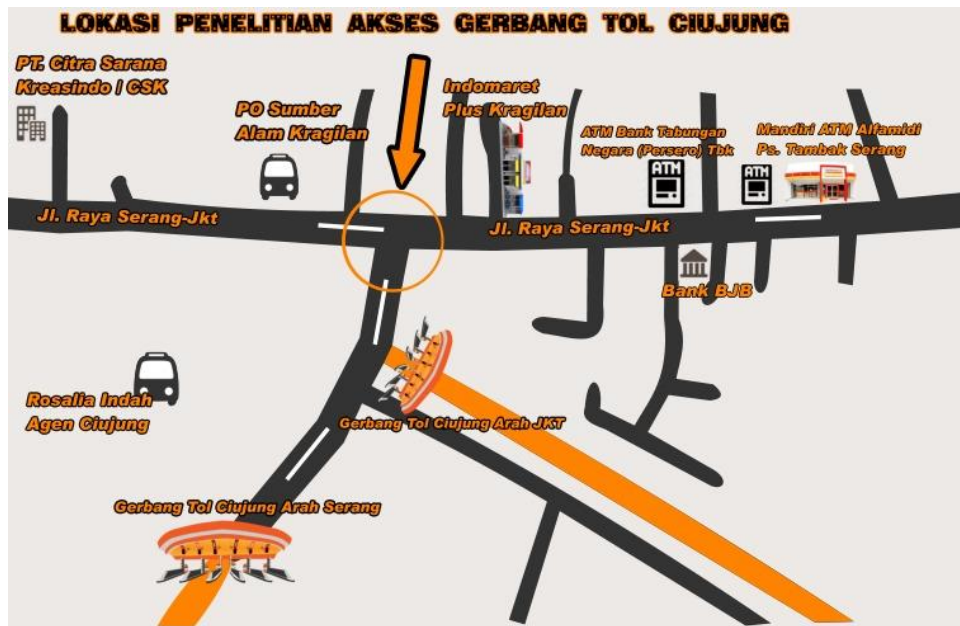 LOKASI PENELITIAN AKSES GERBANG TOL CIUJUNG
PT. Citra Sarana
Kreasindo / CSK
PO Sumber
Alam Kragilan
Indomaret
Plus Kragilan
ATM Bank Tabungan
Negara (Persero) Tbk
Mandiri ATM Alfamidi
Ps. Tambak Serang
ATM
ATM
Jl. Raya Serang-Jkt
Jl. Raya Serang-Jkt
Bank BJB
Rosalia Indah
Agen Ciujung
Gerbang Tol Ciujung Arah JKT
Gerbang Tol Ciujung Arah Serang